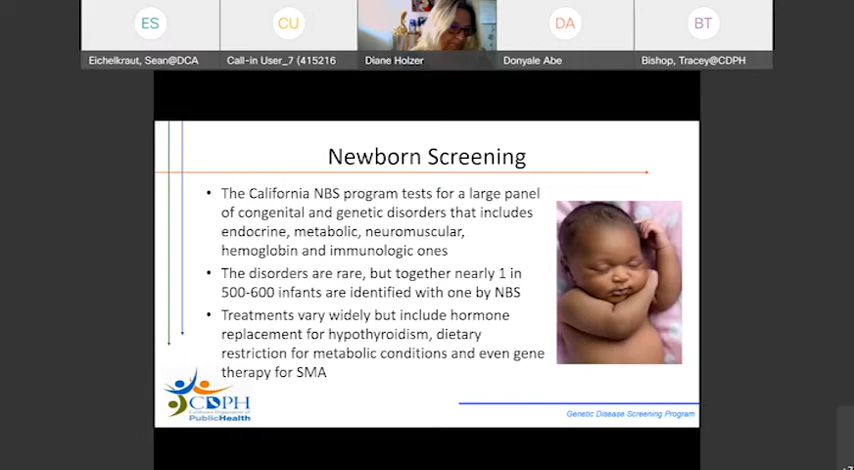 ES
CU
DA
BT
Eichelkraut, Sean@DCA
Call-in User_7 (415216
Diane Holzer
Donyale Abe
Bishop, Tracey@CDPH
Newborn Screening
• The California NBS program tests for a large panel
of congenital and genetic disorders that includes
endocrine, metabolic, neuromuscular,
hemoglobin and immunologic ones
• The disorders are rare, but together nearly 1 in
500-600 infants are identified with one by NBS
• Treatments vary widely but include hormone
replacement for hypothyroidism, dietary
restriction for metabolic conditions and even gene
therapy for SMA
CDPH
PublicHealth
Genetic Disease Screening Program